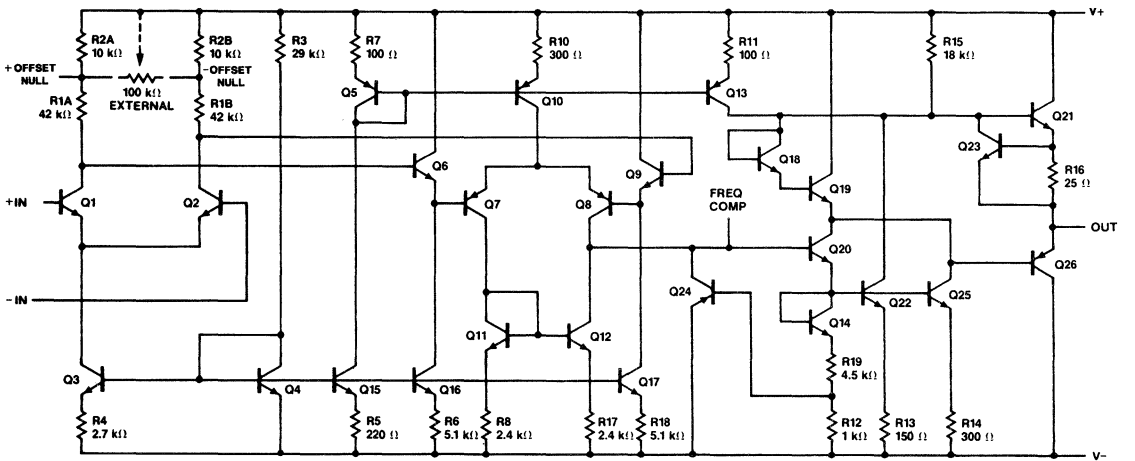 V+
R2A
10 kΩ
R2B
10 kΩ
R3
29 kΩ
R7
100 Ω
R10
300 Ω
R11
100 Ω
R15
18 kΩ
+OFFSET
NULL
-OFFSET
NULL
100 kΩ
EXTERNAL
R1A
42 kΩ
R1B
42 kΩ
Q5
Q10
Q13
Q21
Q23
Q18
Q6
Q9
R16
25 Ω
Q19
+IN
Q1
Q2
Q7
Q8
FREQ
COMP
OUT
Q20
Q26
-IN
Q24
Q22
Q25
Q14
Q11
Q12
R19
4.5 kΩ
Q3
Q4
Q15
Q16
Q17
R4
2.7 kΩ
R5
220 Ω
R6
5.1 kΩ
R8
2.4 kΩ
R17
2.4 kΩ
R18
5.1 kΩ
R12
1 kΩ
R13
150 Ω
R14
300 Ω
V-